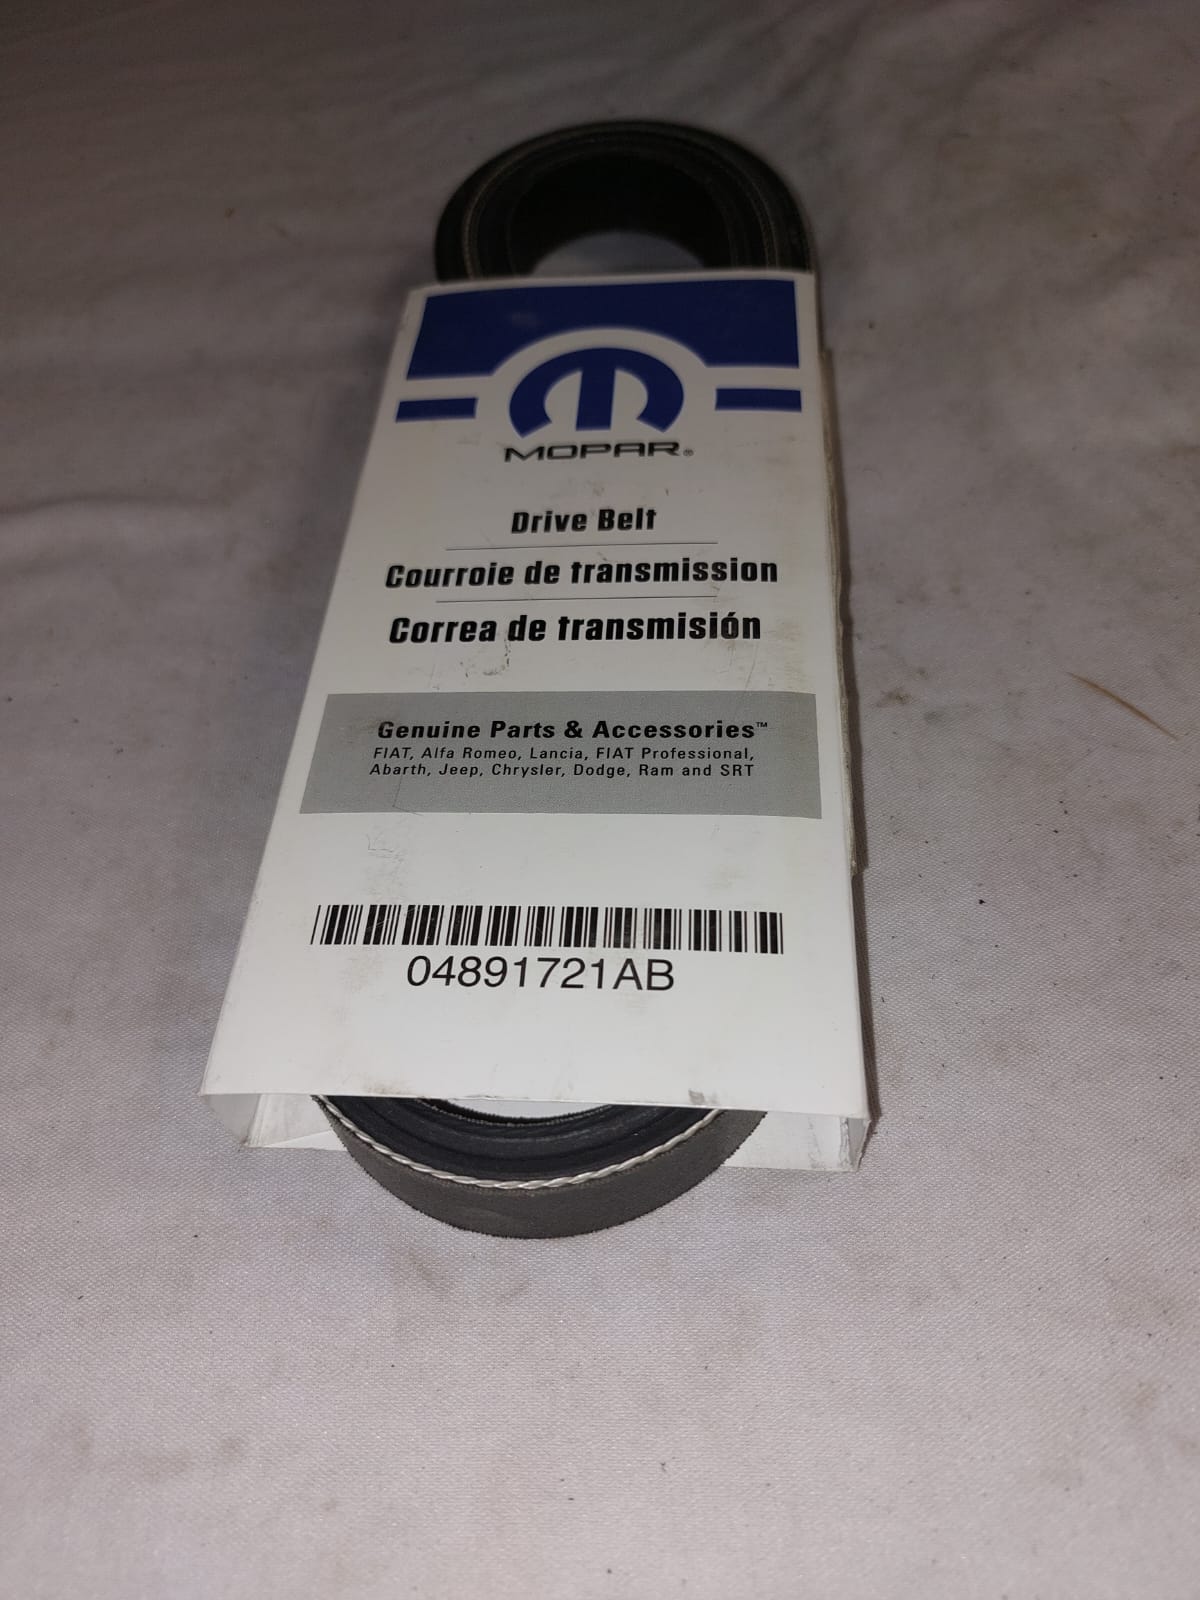 MOPAR®
Drive Belt
Courroie de transmission
Correa de transmisión
Genuine Parts & Accessories™
FIAT, Alfa Romeo, Lancia, FIAT Professional,
Abarth, Jeep, Chrysler, Dodge, Ram and SRT
04891721AB